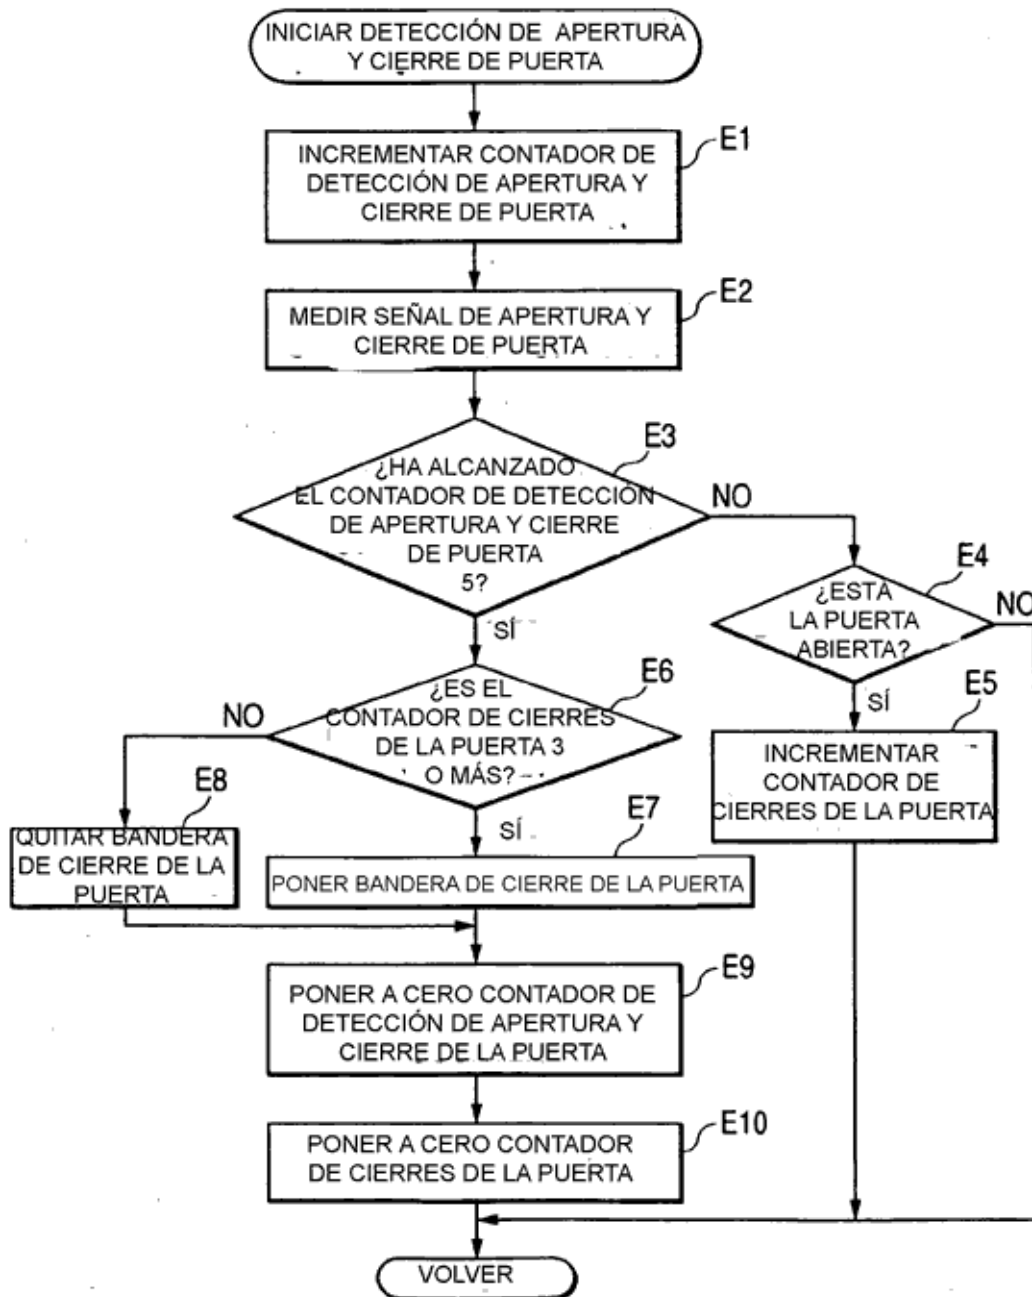 INICIAR DETECCIÓN DE APERTURA
Y CIERRE DE PUERTA
E1
INCREMENTAR CONTADOR DE
DETECCIÓN DE APERTURA Y
CIERRE DE PUERTA
E2
MEDIR SEÑAL DE APERTURA Y
CIERRE DE PUERTA
E3
¿HA ALCANZADO
EL CONTADOR DE DETECCIÓN
DE APERTURA Y CIERRE
DE PUERTA
5?
NO
SÍ
E4
¿ESTÁ
LA PUERTA
ABIERTA?
NO
SÍ
E5
INCREMENTAR
CONTADOR DE
CIERRES DE LA PUERTA
E6
¿ES EL
CONTADOR DE CIERRES
DE LA PUERTA 3
O MÁS?
NO
SÍ
E8
QUITAR BANDERA
DE CIERRE DE LA
PUERTA
E7
PONER BANDERA DE CIERRE DE LA PUERTA
E9
PONER A CERO CONTADOR DE
DETECCIÓN DE APERTURA Y
CIERRE DE LA PUERTA
E10
PONER A CERO CONTADOR
DE CIERRES DE LA PUERTA
VOLVER